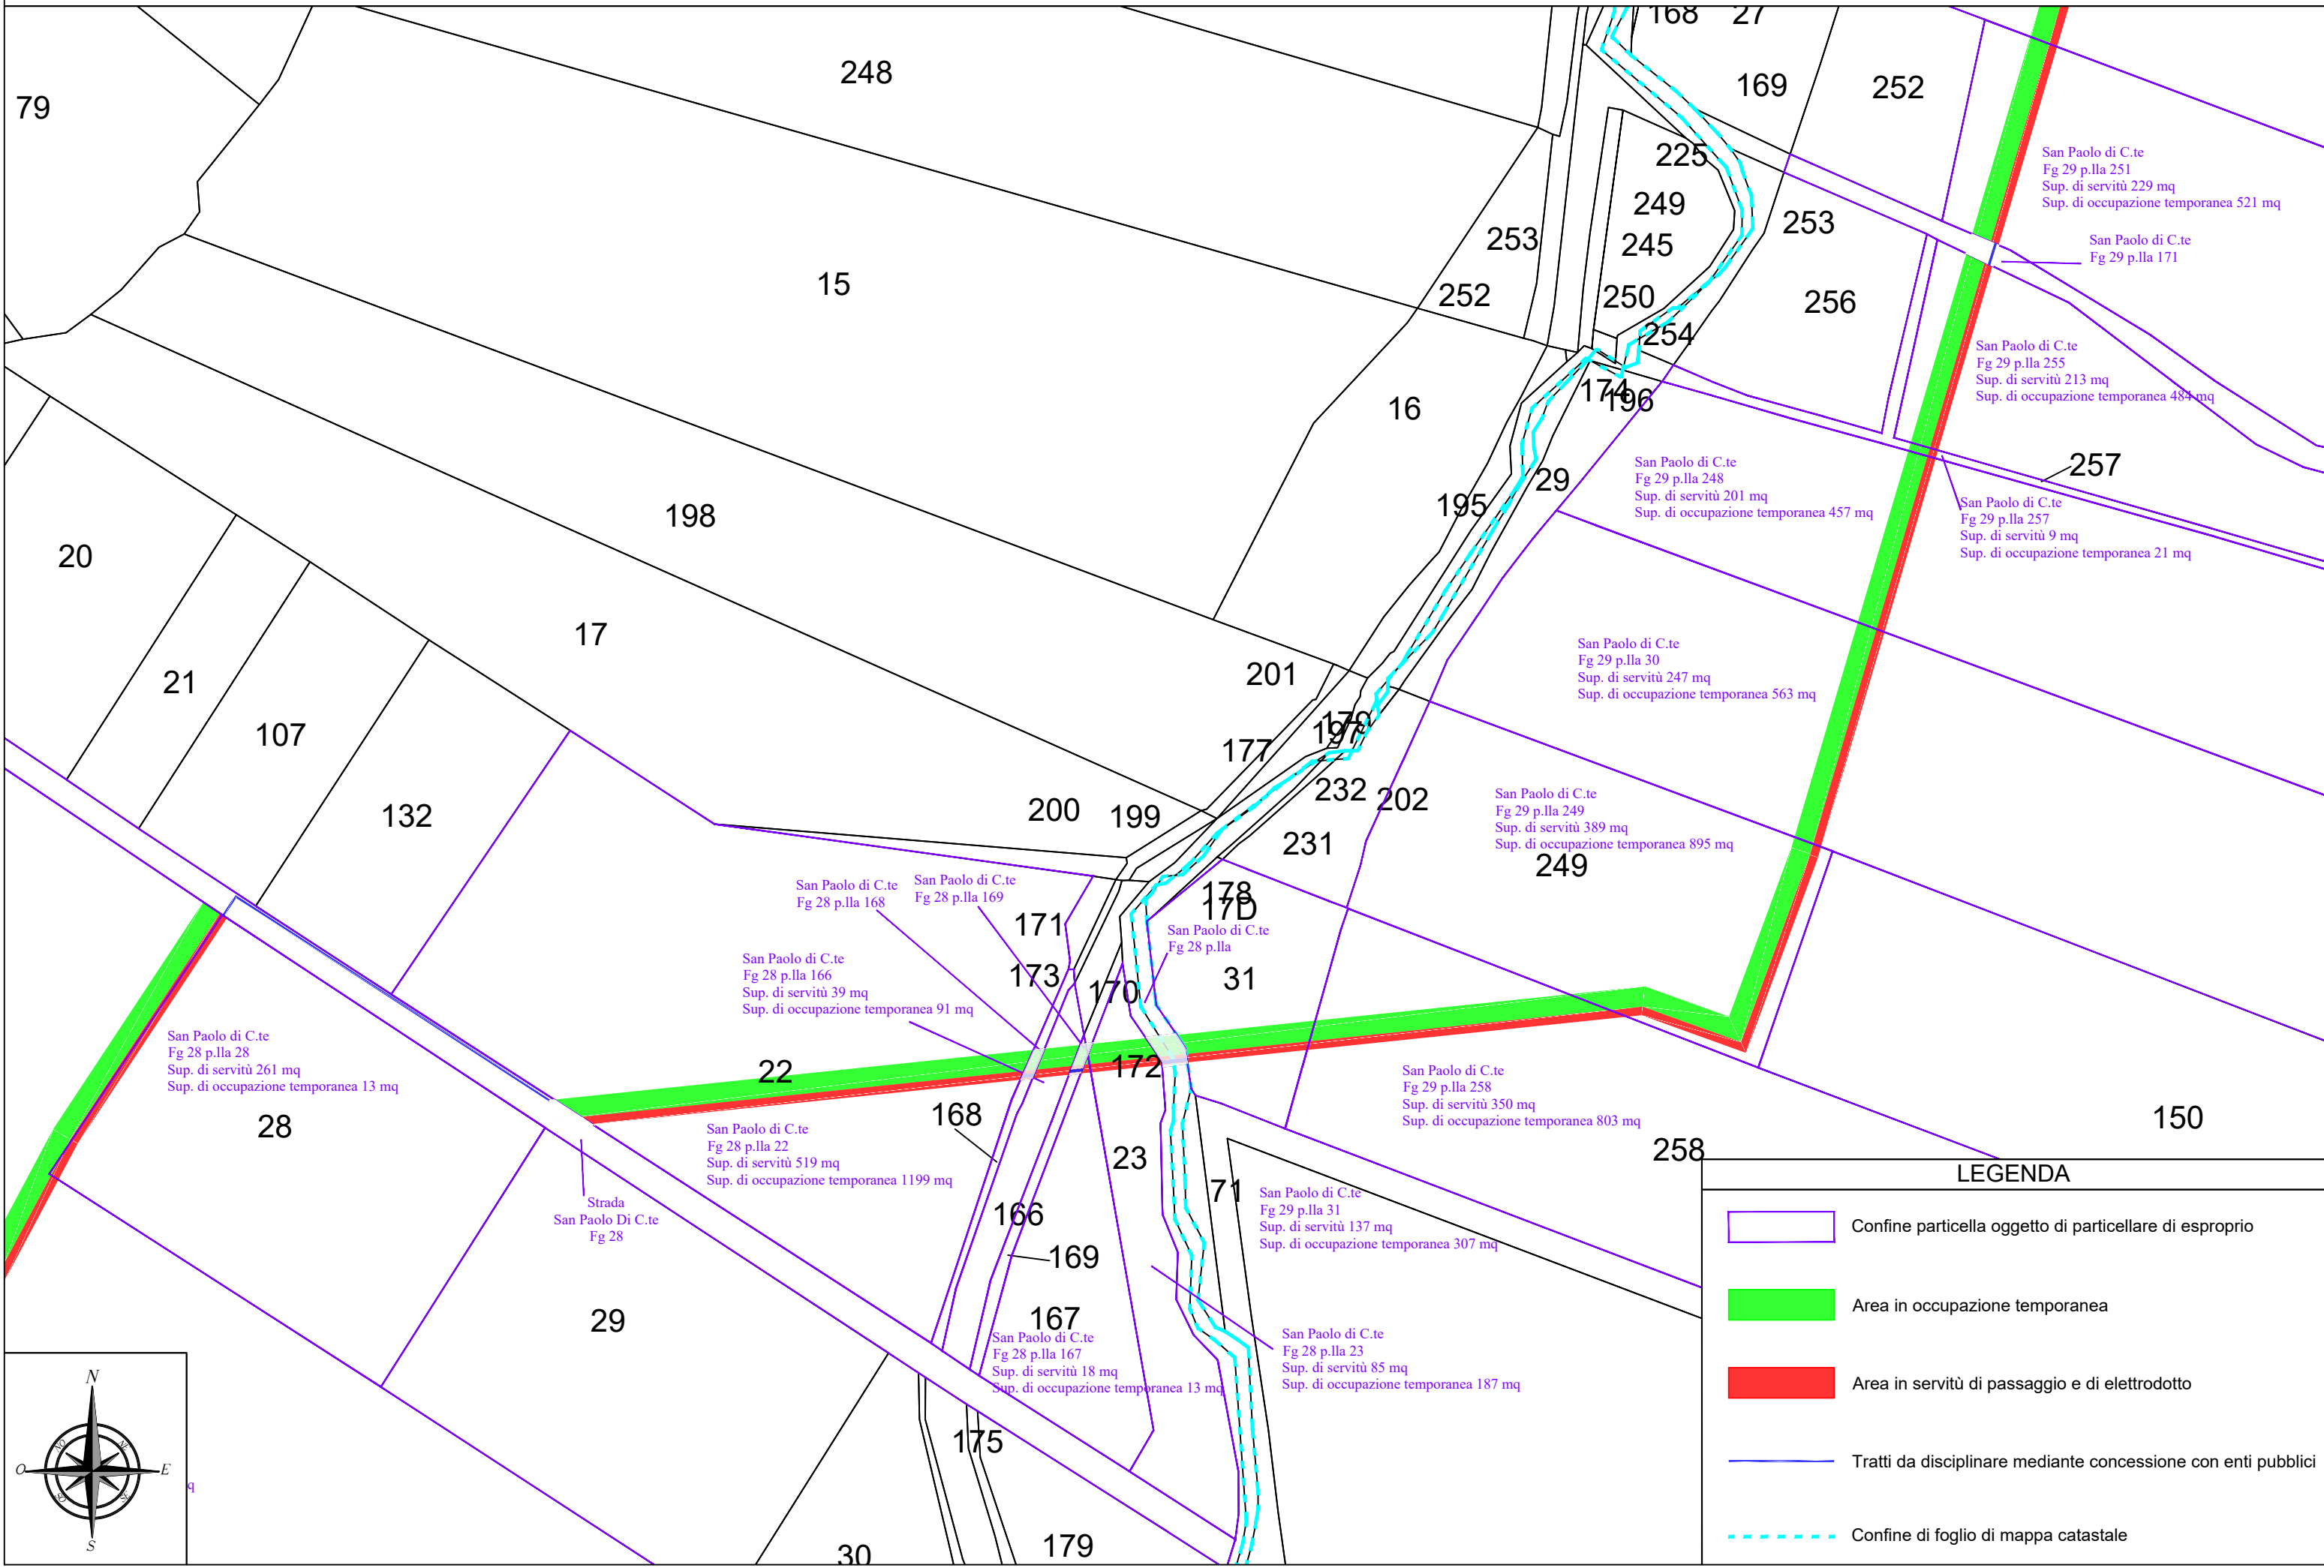 168
27
248
79
169
252
225
249
245
253
253
252
250
256
254
15
San Paolo di C.te
Fg 29 p.lla 251
Sup. di servitù 229 mq
Sup. di occupazione temporanea 521 mq
San Paolo di C.te
Fg 29 p.lla 171
San Paolo di C.te
Fg 29 p.lla 255
Sup. di servitù 213 mq
Sup. di occupazione temporanea 484 mq
174
196
16
29
195
198
257
San Paolo di C.te
Fg 29 p.lla 248
Sup. di servitù 201 mq
Sup. di occupazione temporanea 457 mq
San Paolo di C.te
Fg 29 p.lla 257
Sup. di servitù 9 mq
Sup. di occupazione temporanea 21 mq
20
21
17
107
132
201
179
197
177
232
202
231
200
199
San Paolo di C.te
Fg 29 p.lla 30
Sup. di servitù 247 mq
Sup. di occupazione temporanea 563 mq
San Paolo di C.te
Fg 29 p.lla 249
Sup. di servitù 389 mq
Sup. di occupazione temporanea 895 mq
249
San Paolo di C.te
Fg 28 p.lla 168
San Paolo di C.te
Fg 28 p.lla 169
178
17D
San Paolo di C.te
Fg 28 p.lla
171
173
170
31
San Paolo di C.te
Fg 28 p.lla 166
Sup. di servitù 39 mq
Sup. di occupazione temporanea 91 mq
San Paolo di C.te
Fg 28 p.lla 28
Sup. di servitù 261 mq
Sup. di occupazione temporanea 13 mq
28
22
172
San Paolo di C.te
Fg 29 p.lla 258
Sup. di servitù 350 mq
Sup. di occupazione temporanea 803 mq
258
150
168
San Paolo di C.te
Fg 28 p.lla 22
Sup. di servitù 519 mq
Sup. di occupazione temporanea 1199 mq
23
71
Strada
San Paolo Di C.te
Fg 28
166
169
San Paolo di C.te
Fg 29 p.lla 31
Sup. di servitù 137 mq
Sup. di occupazione temporanea 307 mq
29
167
San Paolo di C.te
Fg 28 p.lla 167
Sup. di servitù 18 mq
Sup. di occupazione temporanea 13 mq
San Paolo di C.te
Fg 28 p.lla 23
Sup. di servitù 85 mq
Sup. di occupazione temporanea 187 mq
175
179
30
q
N
O
E
S
NO
NE
SO
SE
LEGENDA
Confine particella oggetto di particellare di esproprio
Area in occupazione temporanea
Area in servitù di passaggio e di elettrodotto
Tratti da disciplinare mediante concessione con enti pubblici
Confine di foglio di mappa catastale